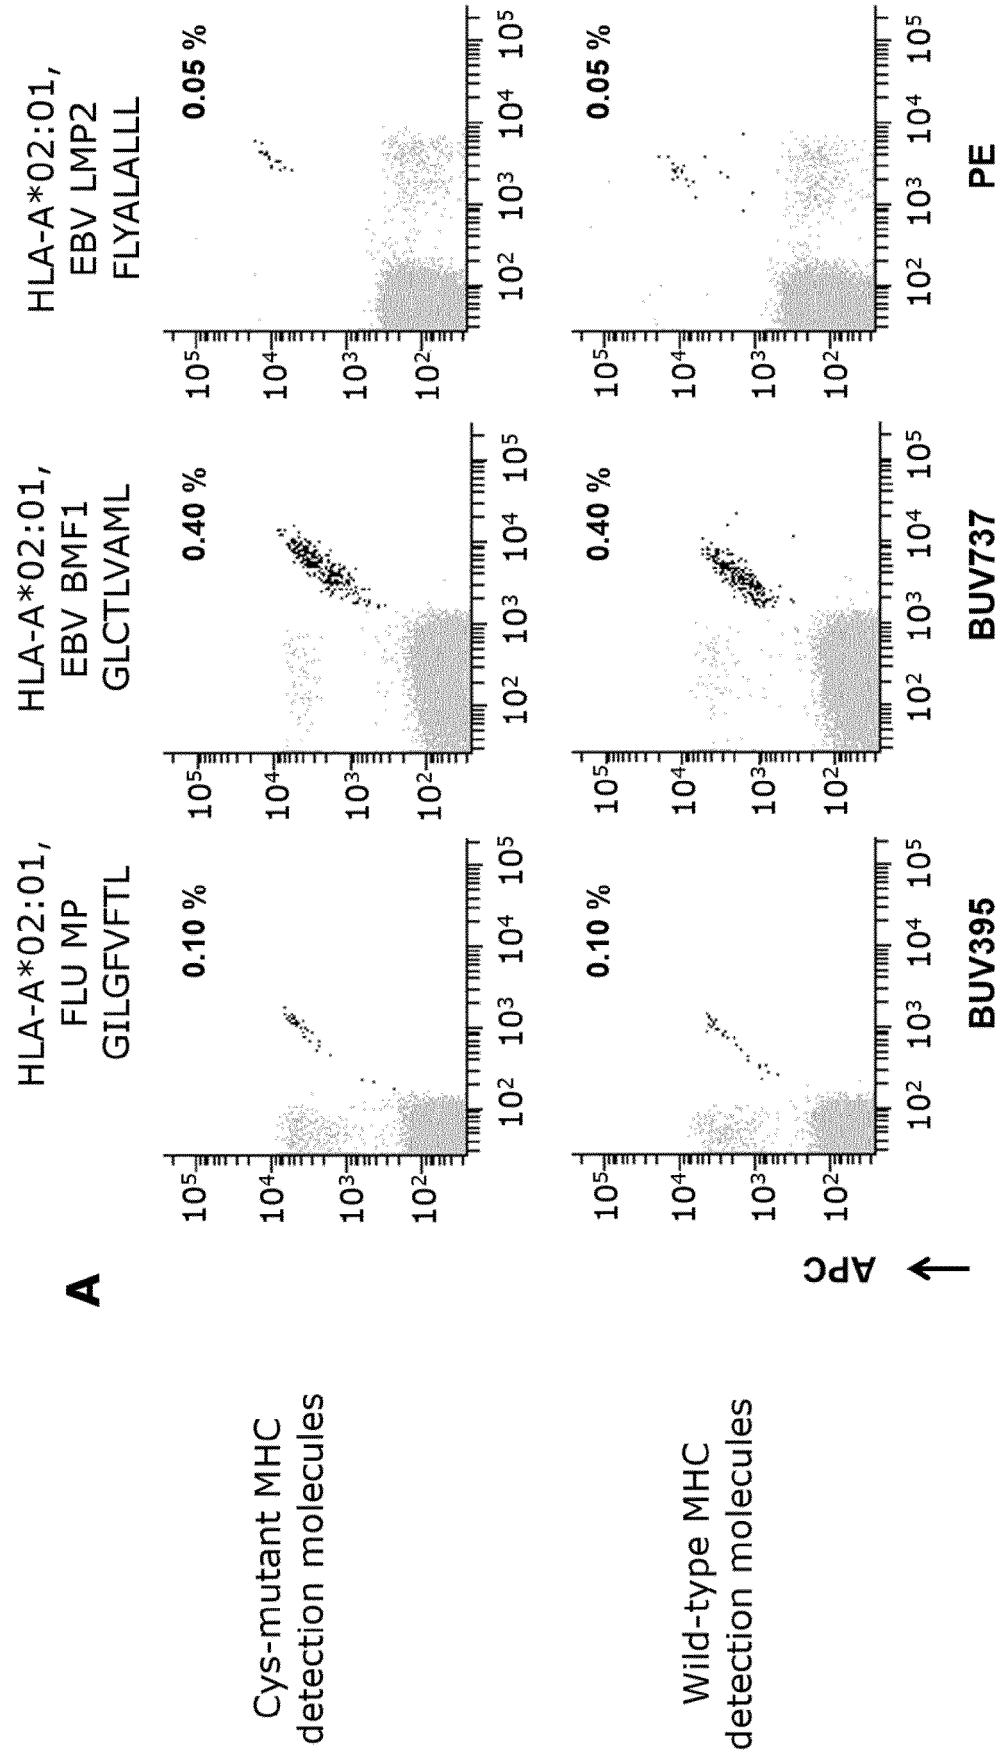 A
HLA-A*02:01,
FLU MP
GILGFVFTL
HLA-A*02:01,
EBV BMF1
GLCTLVAML
HLA-A*02:01,
EBV LMP2
FLYALALLL
Cys-mutant MHC
detection molecules
10⁵
10⁴
10³
10²
0.10 %
10² 10³ 10⁴ 10⁵
10⁵
10⁴
10³
10²
0.40 %
10² 10³ 10⁴ 10⁵
10⁵
10⁴
10³
10²
0.05 %
10² 10³ 10⁴ 10⁵
Wild-type MHC
detection molecules
10⁵
10⁴
10³
10²
0.10 %
10² 10³ 10⁴ 10⁵
10⁵
10⁴
10³
10²
0.40 %
10² 10³ 10⁴ 10⁵
10⁵
10⁴
10³
10²
0.05 %
10² 10³ 10⁴ 10⁵
APC
BUV395
BUV737
PE